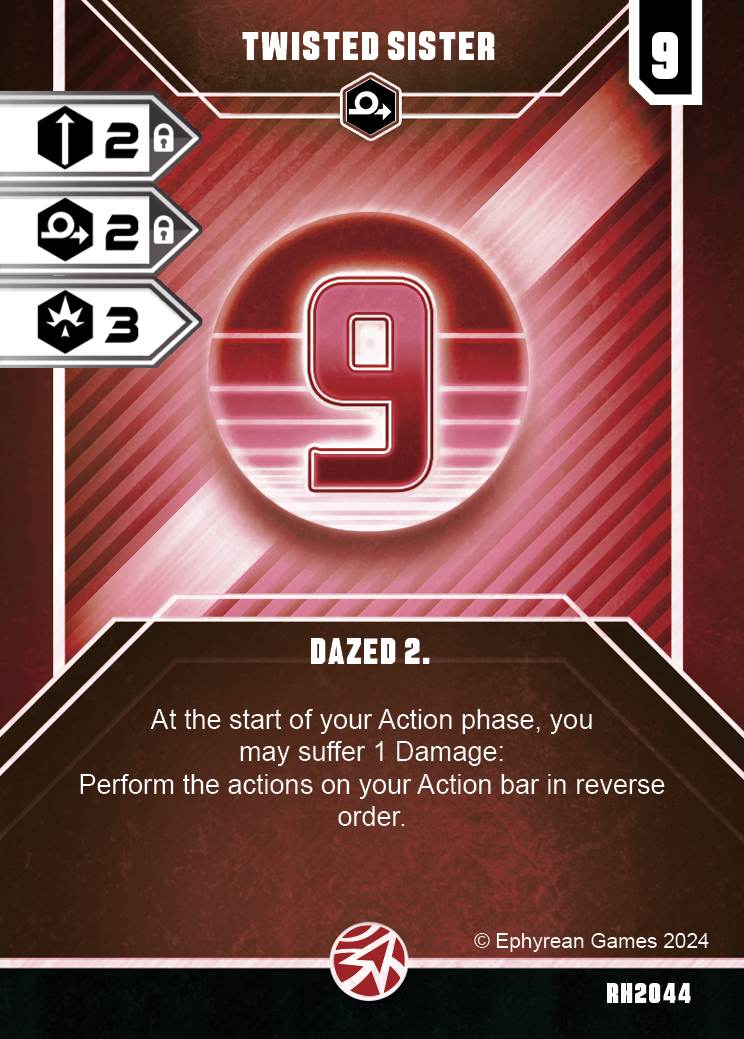 TWISTED SISTER
9
2
2
3
9
DAZED 2.
At the start of your Action phase, you
may suffer 1 Damage:
Perform the actions on your Action bar in reverse
order.
© Ephyrean Games 2024
RH2044